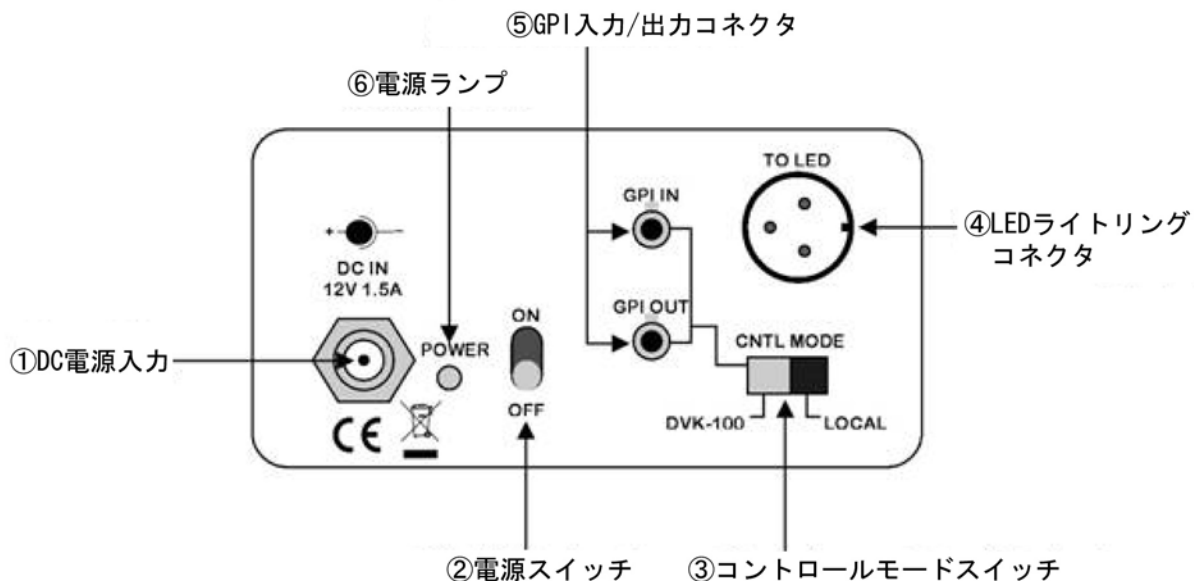 ⑤GPI入力/出力コネクタ
⑥電源ランプ
TO LED
GPI IN
④LEDライトリング
コネクタ
+ -
DC IN
12V 1.5A
GPI OUT
ON
CNTL MODE
POWER
①DC電源入力
OFF
DVK-100
LOCAL
CE
②電源スイッチ
③コントロールモードスイッチ